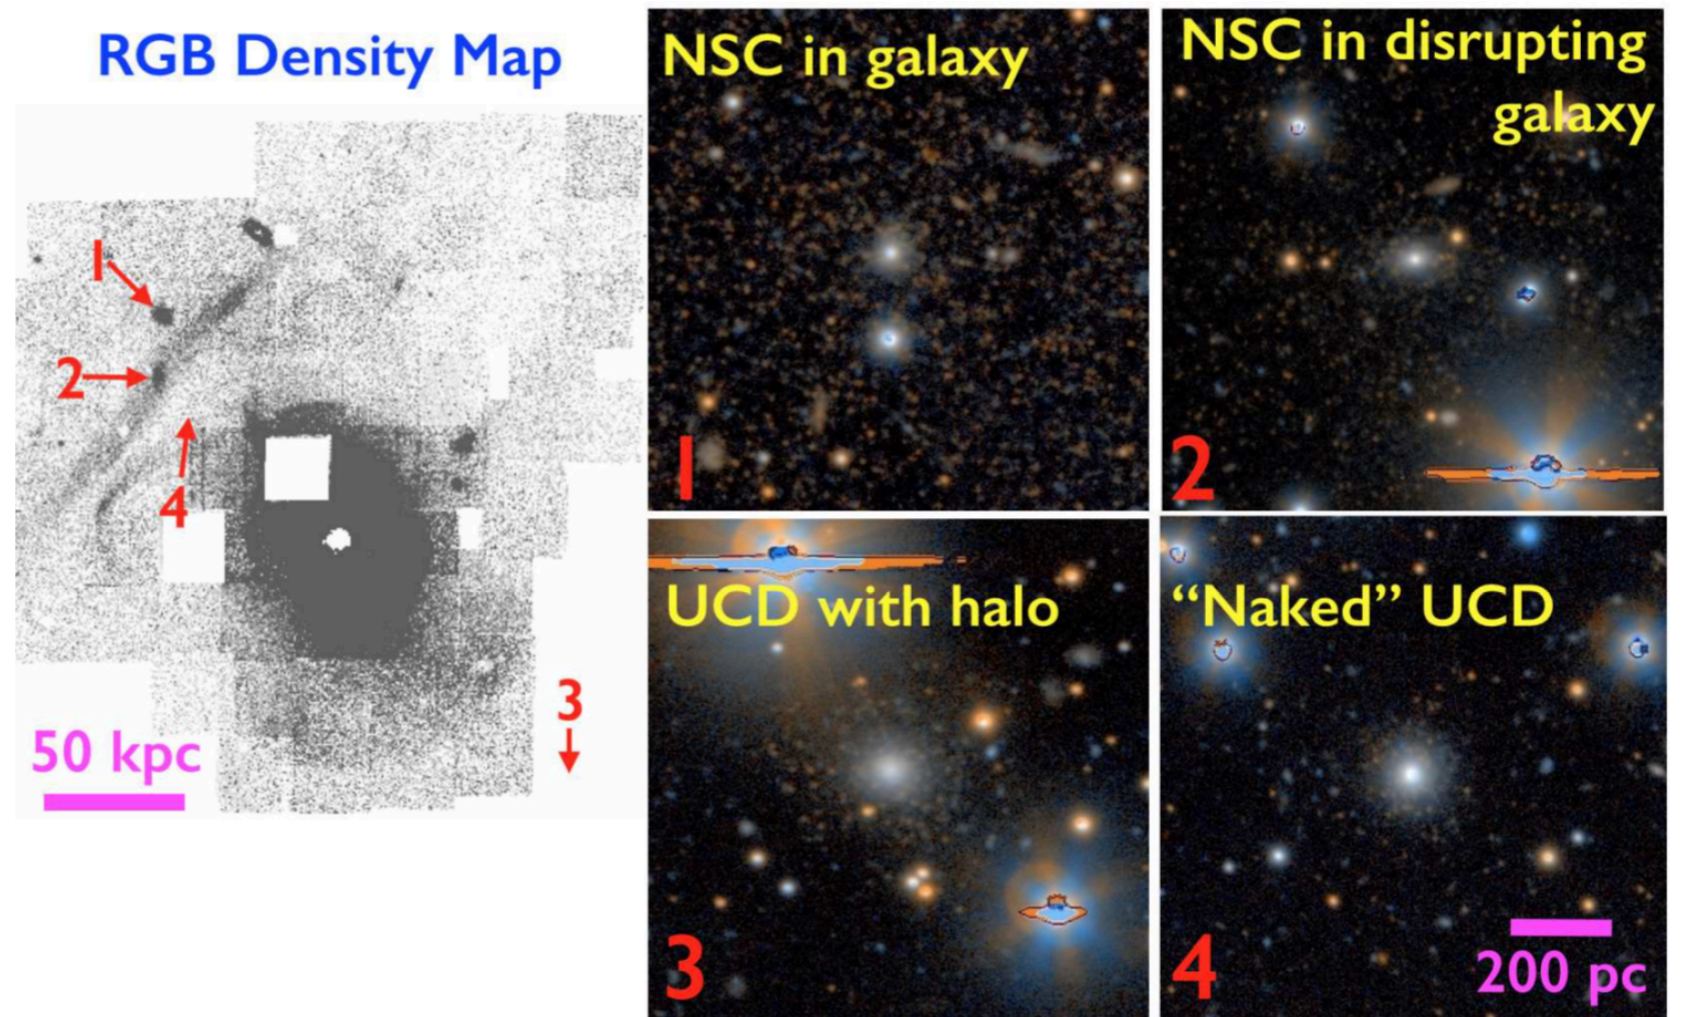 RGB Density Map
1
2
4
3
50 kpc
NSC in galaxy
1
NSC in disrupting
galaxy
2
UCD with halo
3
“Naked” UCD
4
200 pc